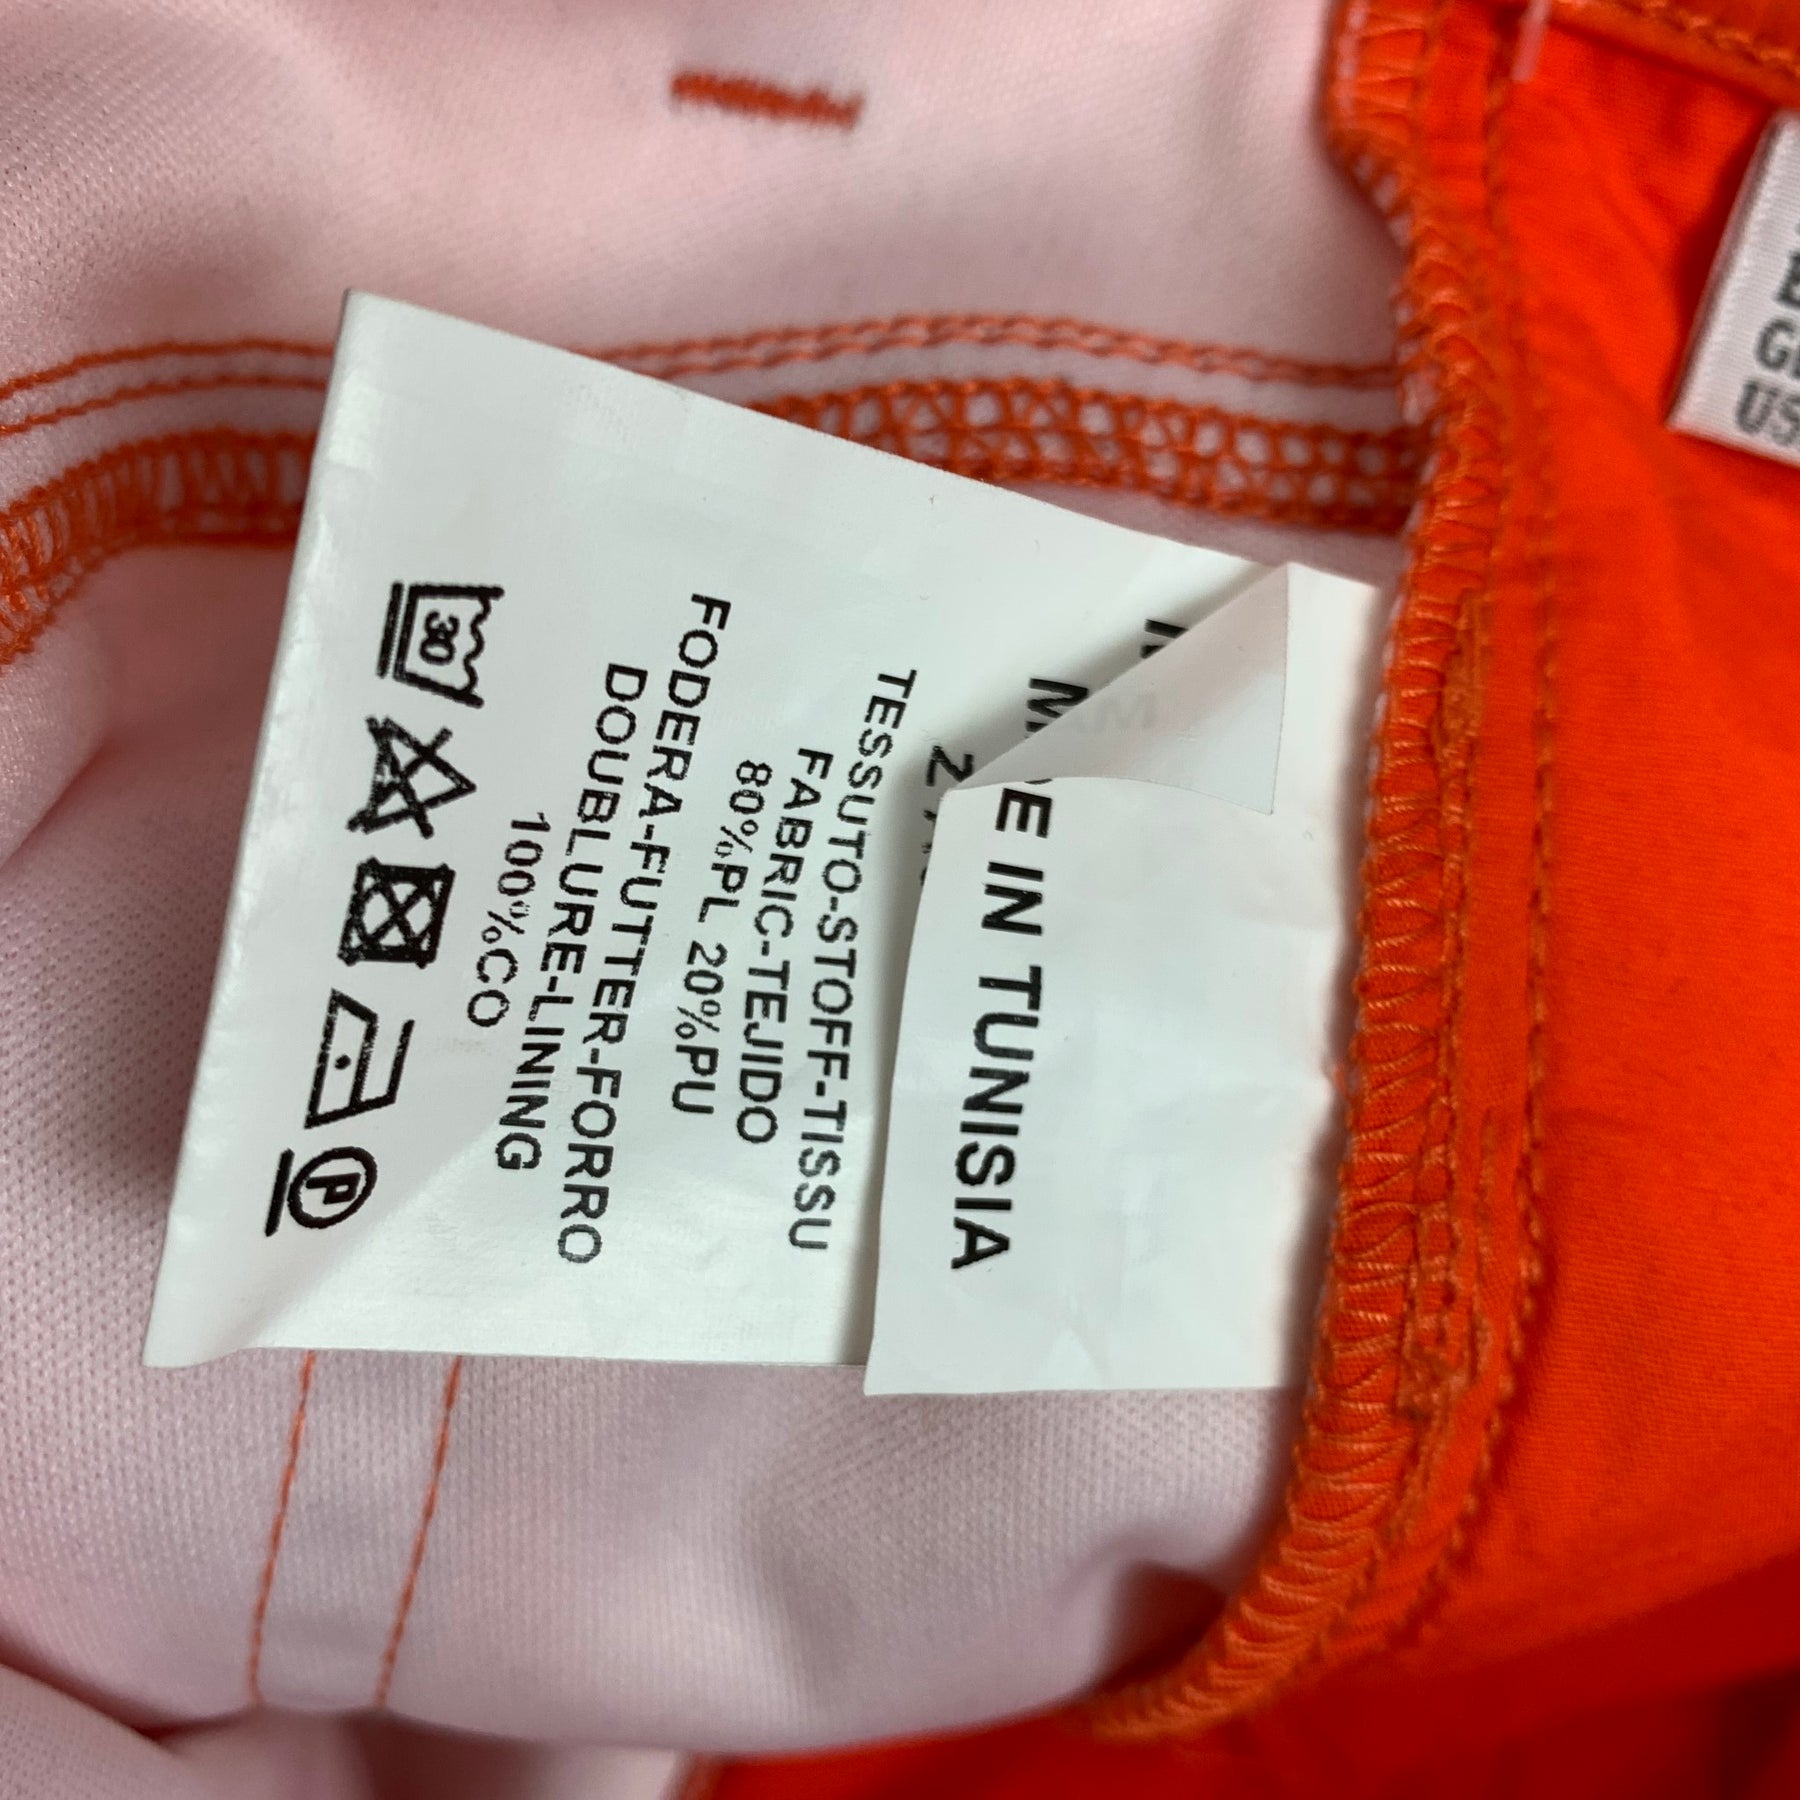 MADE IN TUNISIA
TESSUTO-STOFF-TISSU
FABRIC-TEJIDO
80%PL 20%PU
FODERA-FUTTER-FORRO
DOUBLURE-LINING
100%CO
30
P